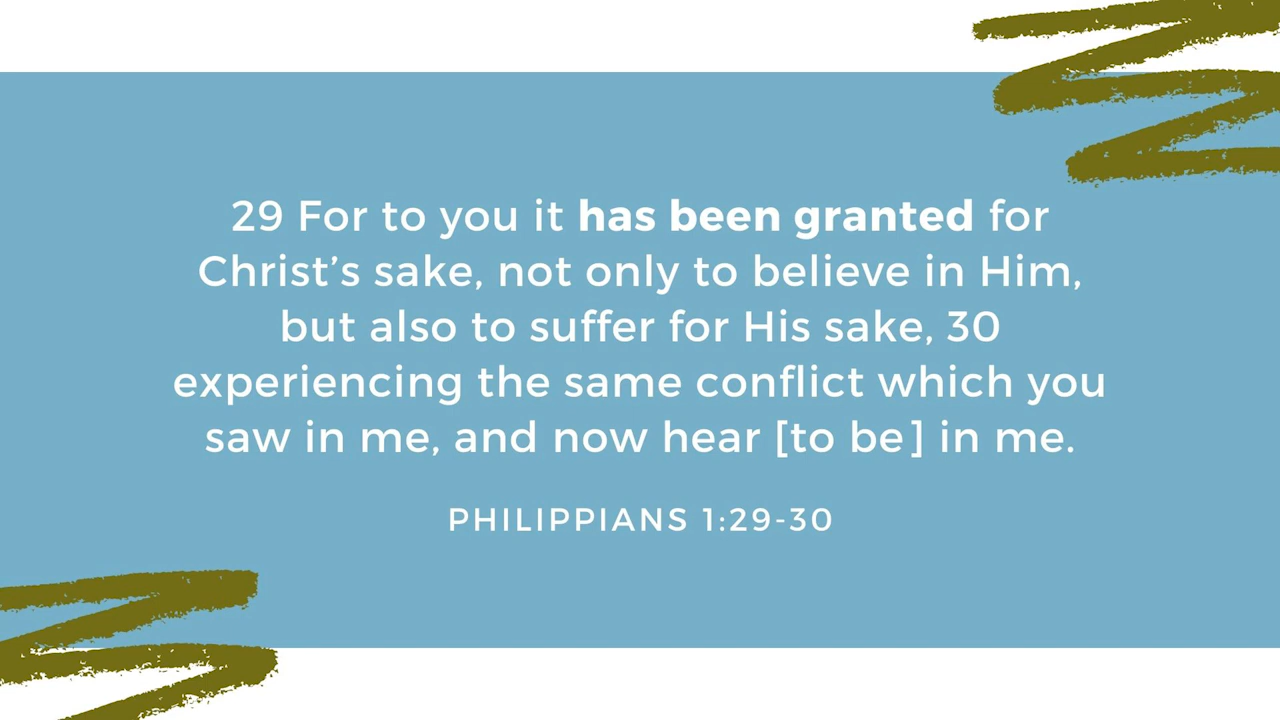 29 For to you it has been granted for
Christ’s sake, not only to believe in Him,
but also to suffer for His sake, 30
experiencing the same conflict which you
saw in me, and now hear [to be] in me.
PHILIPPIANS 1:29-30